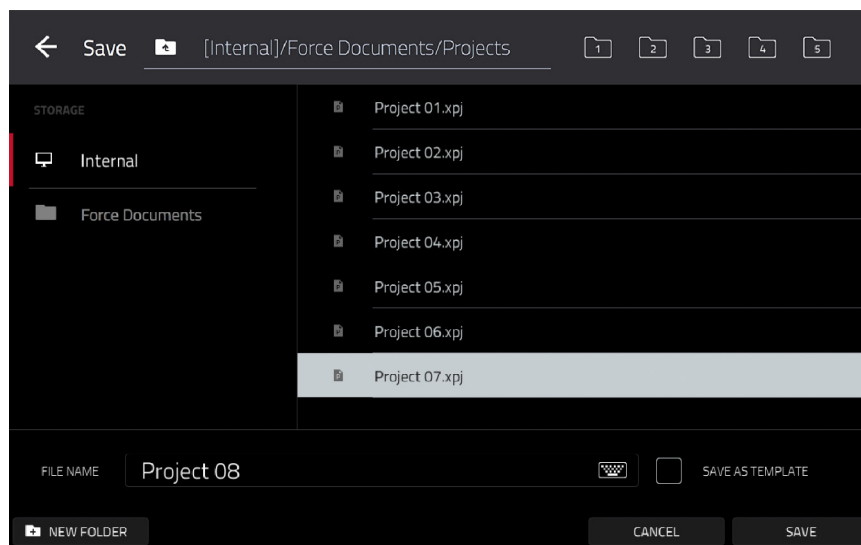 Save [Internal]/Force Documents/Projects 1 2 3 4 5
STORAGE
Internal
Force Documents
Project 01.xpj
Project 02.xpj
Project 03.xpj
Project 04.xpj
Project 05.xpj
Project 06.xpj
Project 07.xpj
FILE NAME Project 08 SAVE AS TEMPLATE
NEW FOLDER CANCEL SAVE